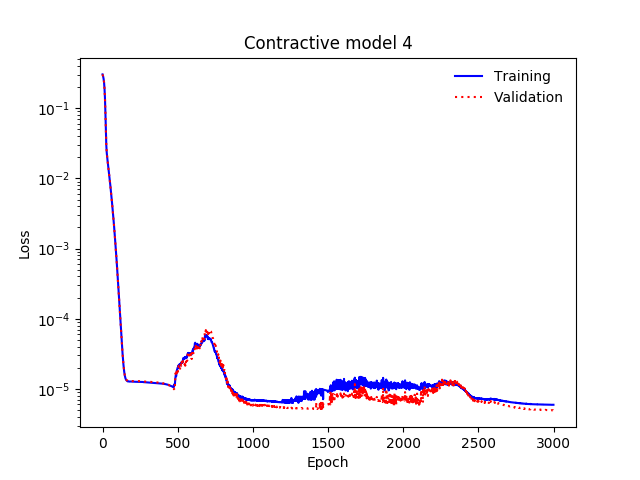 Contractive model 4
Training
Validation
Loss
10⁻¹
10⁻²
10⁻³
10⁻⁴
10⁻⁵
0 500 1000 1500 2000 2500 3000
Epoch